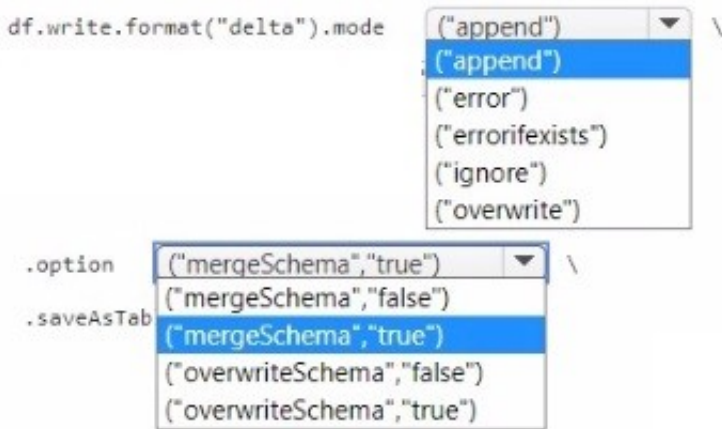 df.write.format("delta").mode ("append") \
("append")
("error")
("errorifexists")
("ignore")
("overwrite")
.option ("mergeSchema","true") \
("mergeSchema","false")
.saveAsTab
("mergeSchema","true")
("overwriteSchema","false")
("overwriteSchema","true")